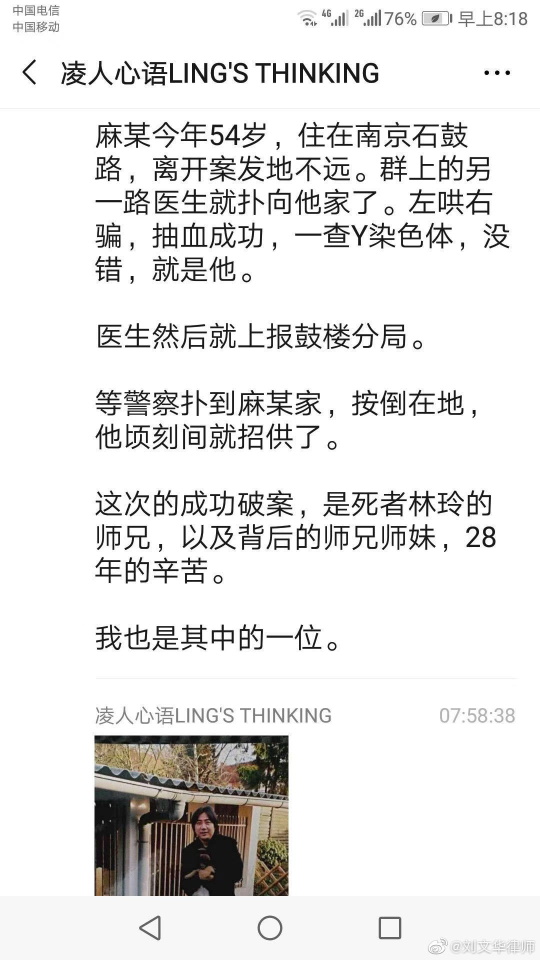 中国电信
中国移动
4G 2G 76% 早上8:18
凌人心语LING'S THINKING
麻某今年54岁，住在南京石鼓
路，离开案发地不远。群上的另
一路医生就扑向他家了。左哄右
骗，抽血成功，一查Y染色体，没
错，就是他。
医生然后就上报鼓楼分局。
等警察扑到麻某家，按倒在地，
他顷刻间就招供了。
这次的成功破案，是死者林玲的
师兄，以及背后的师兄师妹，28
年的辛苦。
我也是其中的一位。
凌人心语LING'S THINKING 07:58:38
@刘文华律师